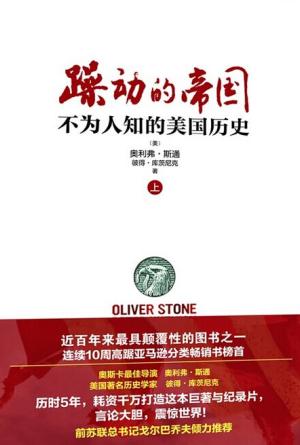 躁动的帝国
不为人知的美国历史
(美)
奥利弗·斯通
彼得·库茨尼克
著
上
OLIVER STONE
近百年来最具颠覆性的图书之一
连续10周高踞亚马逊分类畅销书榜首
奥斯卡最佳导演 奥利弗·斯通
美国著名历史学家 彼得·库茨尼克
历时5年，耗资千万打造这本巨著与纪录片，
言论大胆，震惊世界！
前苏联总书记戈尔巴乔夫倾力推荐